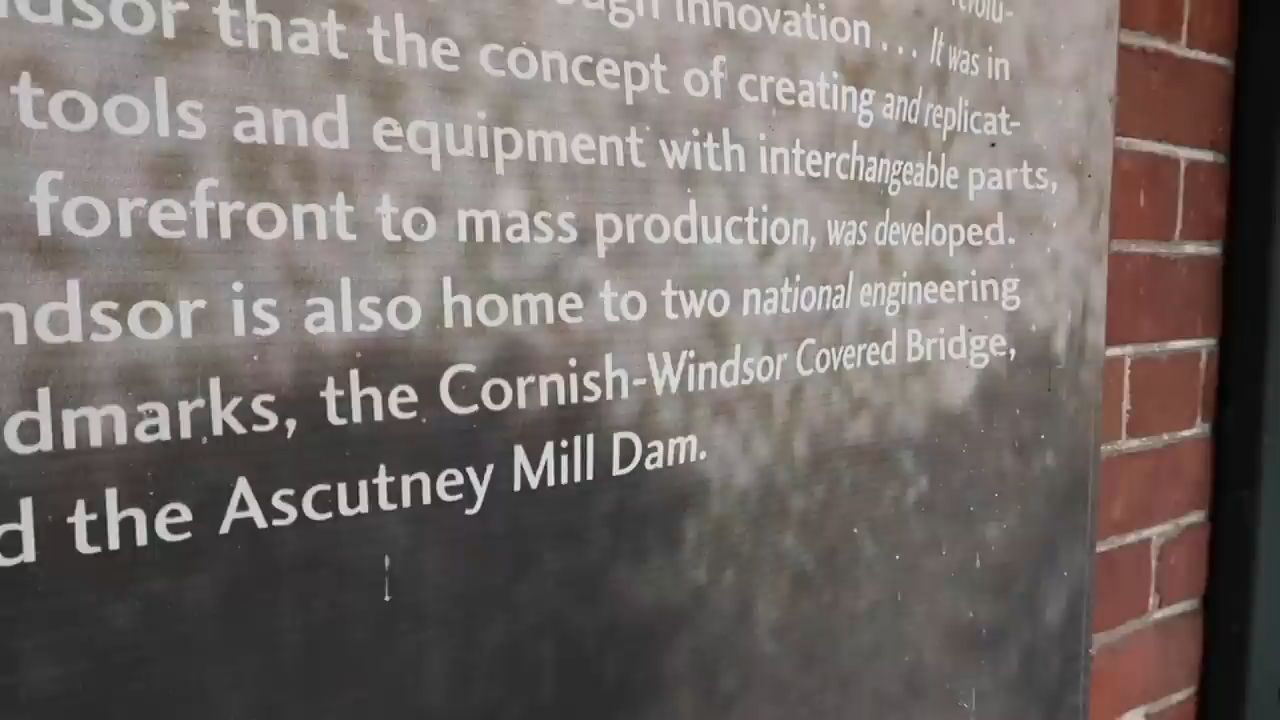 innovation ... It was in
that the concept of creating and replicat-
tools and equipment with interchangeable parts,
forefront to mass production, was developed.
ndsor is also home to two national engineering
dmarks, the Cornish-Windsor Covered Bridge,
d the Ascutney Mill Dam.